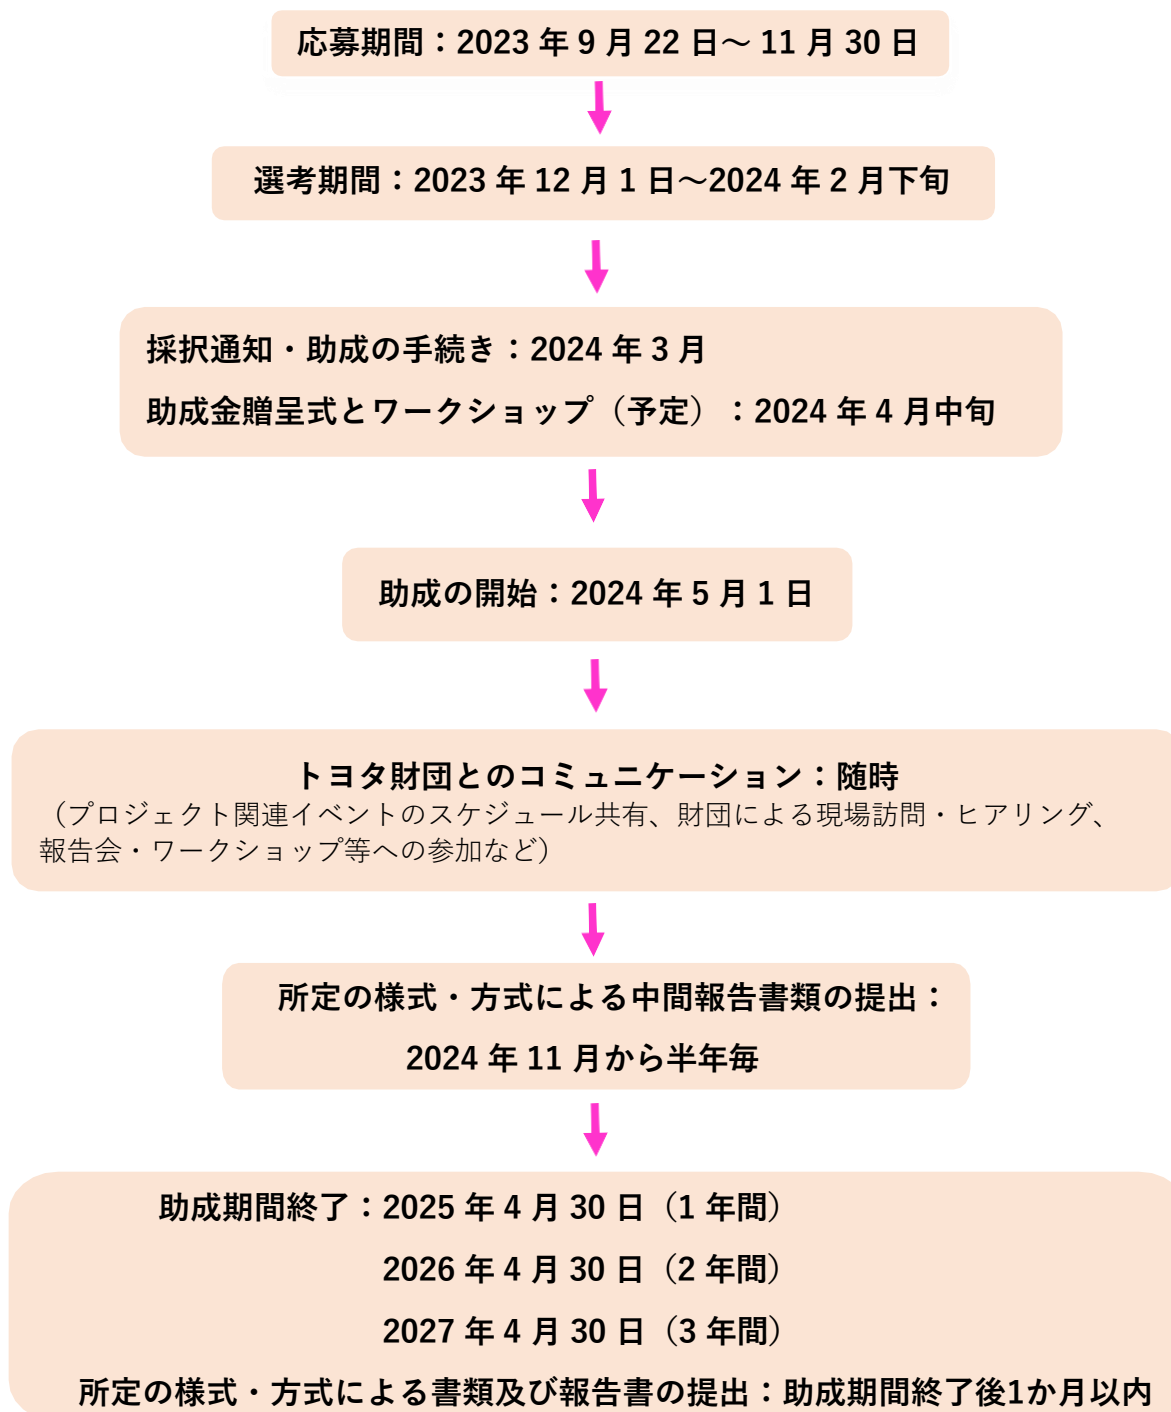 応募期間：2023 年 9 月 22 日～ 11 月 30 日
選考期間：2023 年 12 月 1 日～2024 年 2 月下旬
採択通知・助成の手続き：2024 年 3 月
助成金贈呈式とワークショップ（予定）：2024 年 4 月中旬
助成の開始：2024 年 5 月 1 日
トヨタ財団とのコミュニケーション：随時
（プロジェクト関連イベントのスケジュール共有、財団による現場訪問・ヒアリング、
報告会・ワークショップ等への参加など）
所定の様式・方式による中間報告書類の提出：
2024 年 11 月から半年毎
助成期間終了：2025 年 4 月 30 日（1 年間）
2026 年 4 月 30 日（2 年間）
2027 年 4 月 30 日（3 年間）
所定の様式・方式による書類及び報告書の提出：助成期間終了後1か月以内